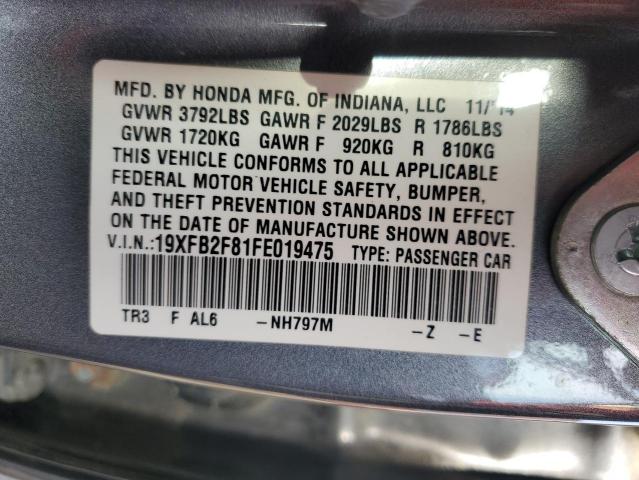 MFD. BY HONDA MFG. OF INDIANA, LLC 11/14
GVWR 3792LBS GAWR F 2029LBS R 1786LBS
GVWR 1720KG GAWR F 920KG R 810KG
THIS VEHICLE CONFORMS TO ALL APPLICABLE
FEDERAL MOTOR VEHICLE SAFETY, BUMPER,
AND THEFT PREVENTION STANDARDS IN EFFECT
ON THE DATE OF MANUFACTURE SHOWN ABOVE.
V.I.N.:19XFB2F81FE019475 TYPE: PASSENGER CAR
TR3 F AL6 -NH797M -Z -E